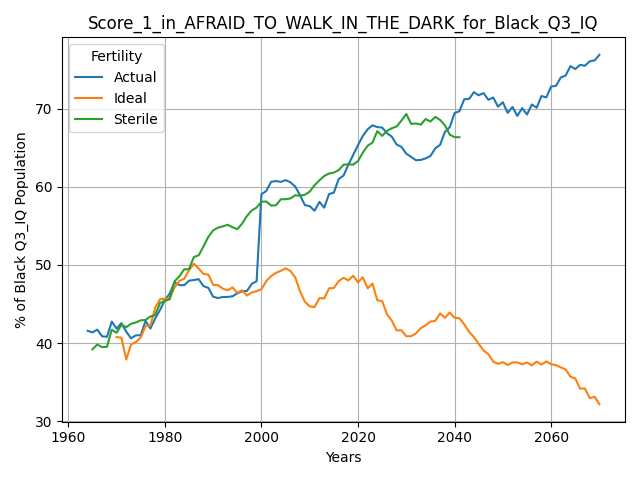 Score_1_in_AFRAID_TO_WALK_IN_THE_DARK_for_Black_Q3_IQ
Fertility
Actual
Ideal
Sterile
% of Black Q3_IQ Population
70
60
50
40
30
1960
1980
2000
2020
2040
2060
Years